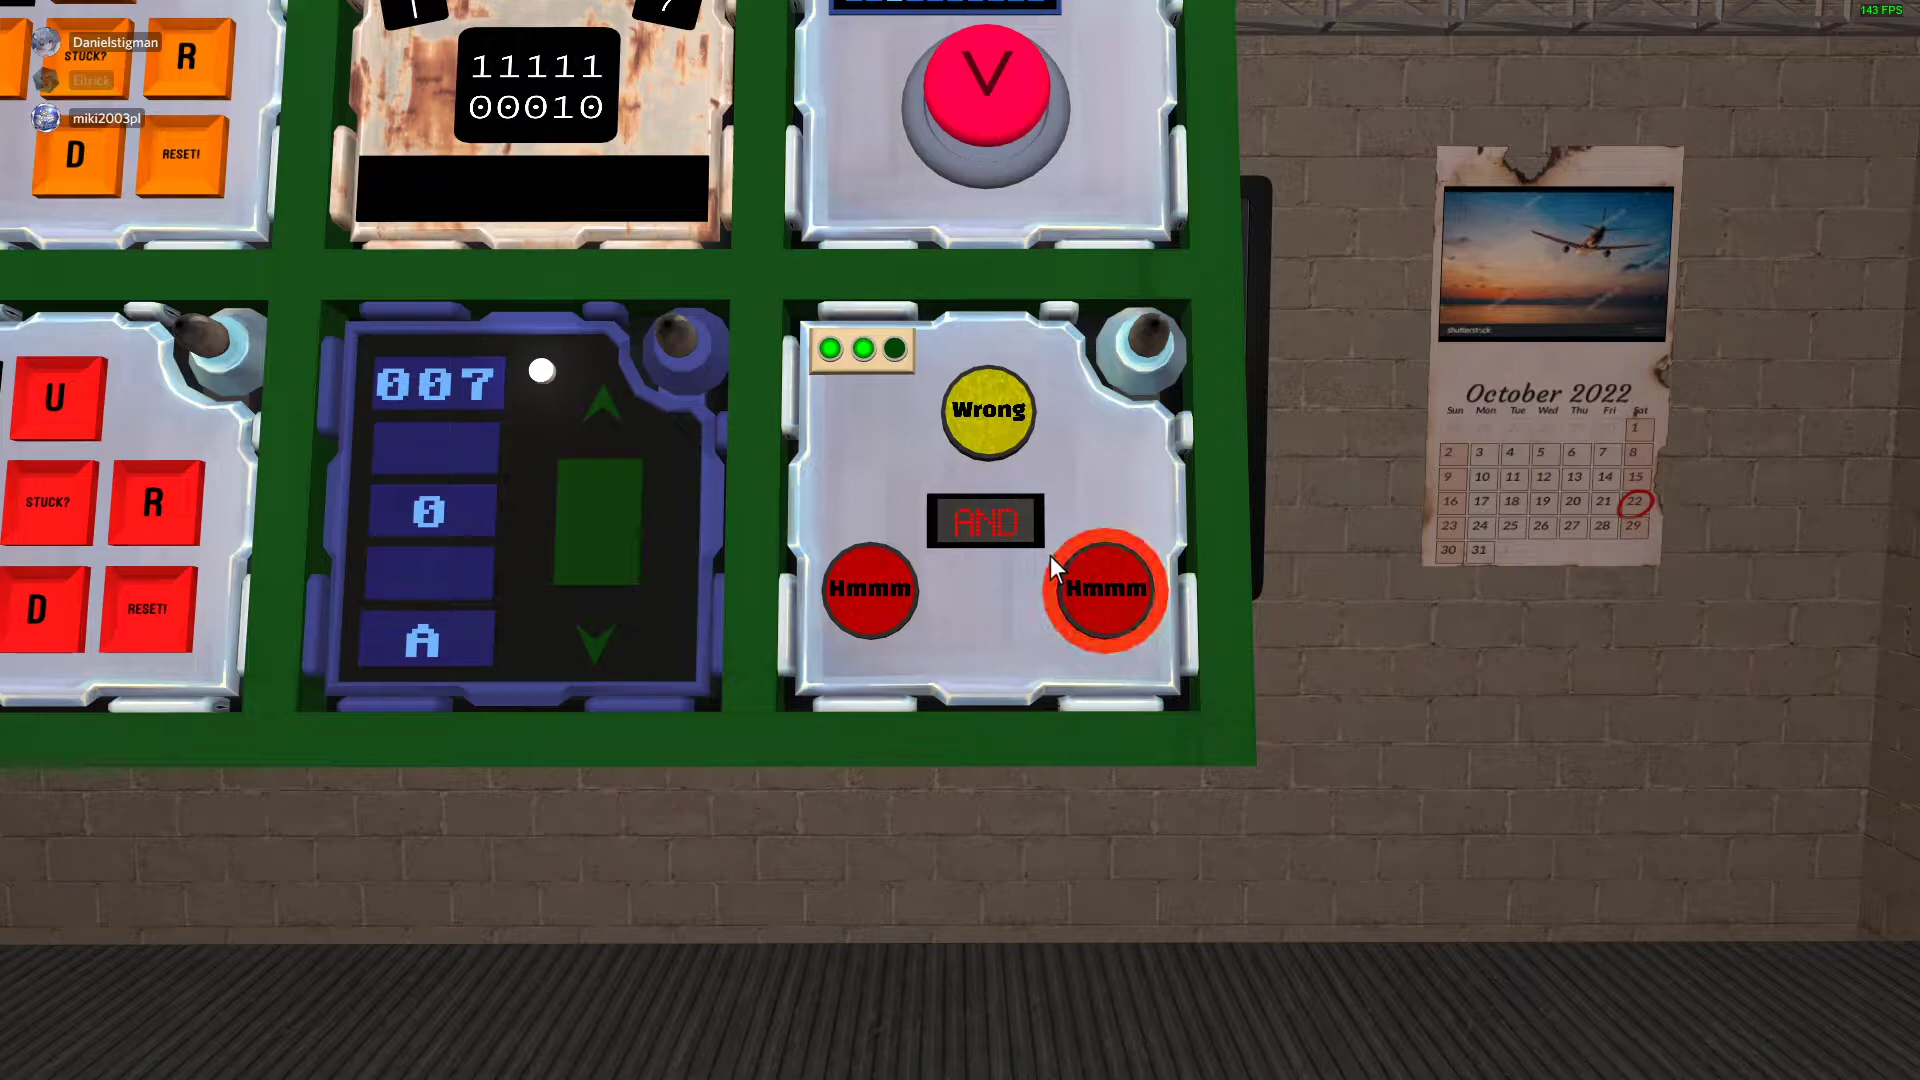 143 FPS
Danielstigman
Eltrick
miki2003pl
STUCK?
R
D
RESET!
11111
00010
V
U
STUCK?
R
D
RESET!
007
0
A
Wrong
AND
Hmmm
Hmmm
shutterstock
October 2022
Sun Mon Tue Wed Thu Fri Sat
1
2 3 4 5 6 7 8
9 10 11 12 13 14 15
16 17 18 19 20 21 22
23 24 25 26 27 28 29
30 31